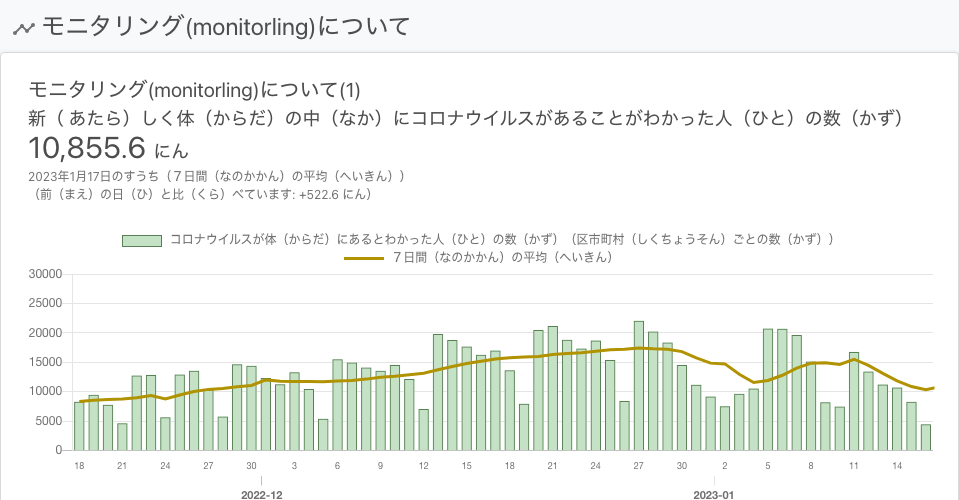 モニタリング(monitorling)について
モニタリング(monitorling)について(1)
新（ あたら）しく体（からだ）の中（なか）にコロナウイルスがあることがわかった人（ひと）の数（かず）
10,855.6 にん
2023年1月17日のすうち（７日間（なのかかん）の平均（へいきん））
（前（まえ）の日（ひ）と比（くら）べています: +522.6 にん）
コロナウイルスが体（からだ）にあるとわかった人（ひと）の数（かず）（区市町村（しくちょうそん）ごとの数（かず））
７日間（なのかかん）の平均（へいきん）
30000
25000
20000
15000
10000
5000
0
18 21 24 27 30 3 6 9 12 15 18 21 24 27 30 2 5 8 11 14
2022-12 2023-01